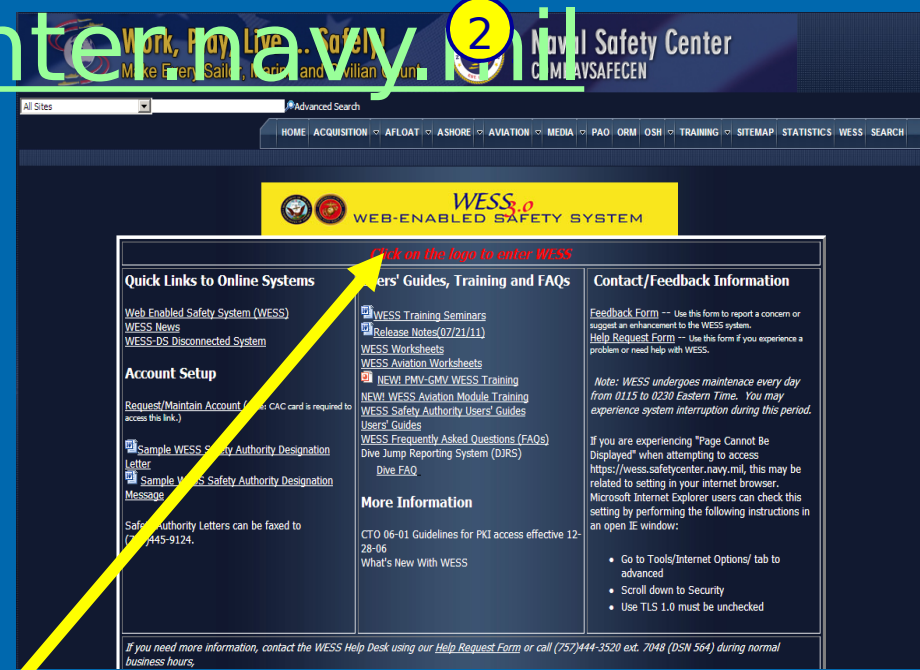 nter.navy.mil
2
Work, Play, Live... Safely!
Make Every Sailor, Marine and Civilian Count
Naval Safety Center
COMNAVSAFECEN
All Sites
Advanced Search
HOME ACQUISITION AFLOAT ASHORE AVIATION MEDIA PAO ORM OSH TRAINING SITEMAP STATISTICS WESS SEARCH
WESS 3.0
WEB-ENABLED SAFETY SYSTEM
Click on the logo to enter WESS
Quick Links to Online Systems
Web Enabled Safety System (WESS)
WESS News
WESS-DS Disconnected System
Account Setup
Request/Maintain Account ( : CAC card is required to
access this link.)
Sample WESS Safety Authority Designation
Letter
Sample WESS Safety Authority Designation
Message
Safety Authority Letters can be faxed to
445-9124.
ers' Guides, Training and FAQs
WESS Training Seminars
Release Notes(07/21/11)
WESS Worksheets
WESS Aviation Worksheets
NEW! PMV-GMV WESS Training
NEW! WESS Aviation Module Training
WESS Safety Authority Users' Guides
Users' Guides
WESS Frequently Asked Questions (FAQs)
Dive Jump Reporting System (DJRS)
Dive FAQ
More Information
CTO 06-01 Guidelines for PKI access effective 12-
28-06
What's New With WESS
Contact/Feedback Information
Feedback Form -- Use this form to report a concern or
suggest an enhancement to the WESS system.
Help Request Form -- Use this form if you experience a
problem or need help with WESS.
Note: WESS undergoes maintenace every day
from 0115 to 0230 Eastern Time. You may
experience system interruption during this period.
If you are experiencing "Page Cannot Be
Displayed" when attempting to access
https://wess.safetycenter.navy.mil, this may be
related to setting in your internet browser.
Microsoft Internet Explorer users can check this
setting by performing the following instructions in
an open IE window:
• Go to Tools/Internet Options/ tab to
advanced
• Scroll down to Security
• Use TLS 1.0 must be unchecked
If you need more information, contact the WESS Help Desk using our Help Request Form or call (757)444-3520 ext. 7048 (DSN 564) during normal
business hours,